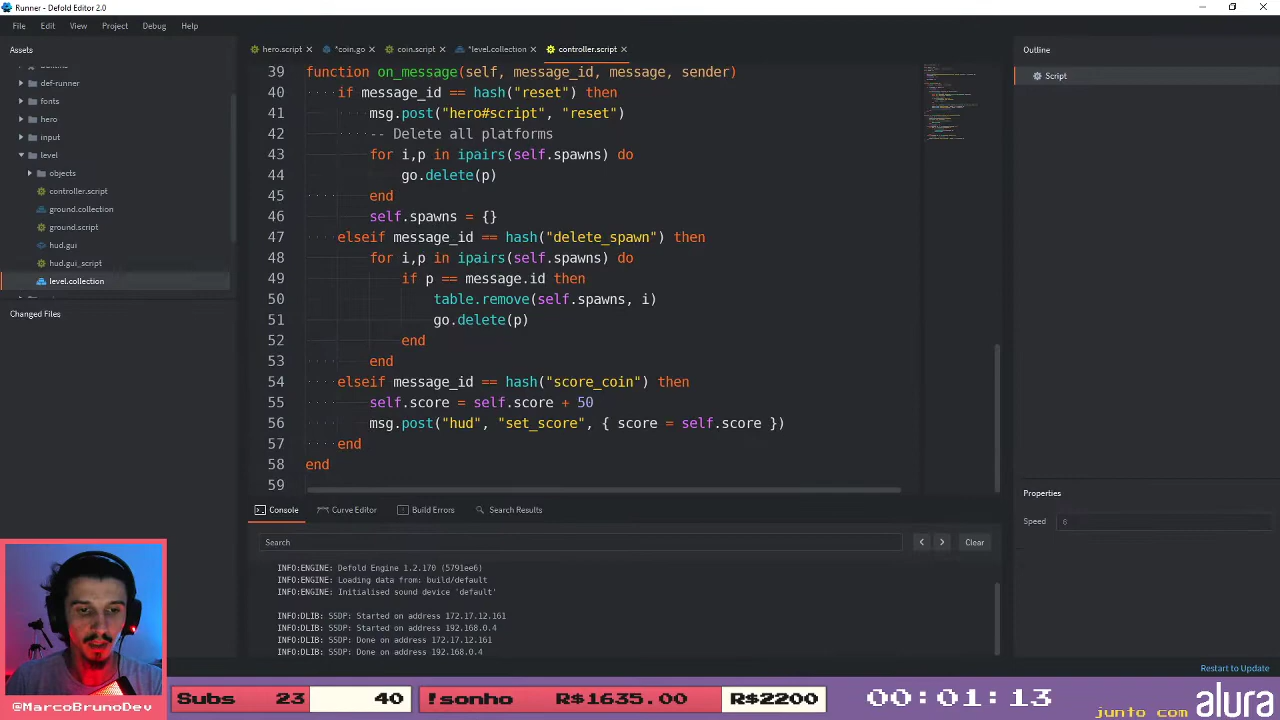 Runner - Defold Editor 2.0
File Edit View Project Debug Help
Assets
def-runner
fonts
hero
input
level
objects
controller.script
ground.collection
ground.script
hud.gui
hud.gui_script
level.collection
Changed Files
hero.script *coin.go coin.script *level.collection controller.script
39 function on_message(self, message_id, message, sender)
40 if message_id == hash("reset") then
41 msg.post("hero#script", "reset")
42 -- Delete all platforms
43 for i,p in ipairs(self.spawns) do
44 go.delete(p)
45 end
46 self.spawns = {}
47 elseif message_id == hash("delete_spawn") then
48 for i,p in ipairs(self.spawns) do
49 if p == message.id then
50 table.remove(self.spawns, i)
51 go.delete(p)
52 end
53 end
54 elseif message_id == hash("score_coin") then
55 self.score = self.score + 50
56 msg.post("hud", "set_score", { score = self.score })
57 end
58 end
59
Console Curve Editor Build Errors Search Results
Search Clear
INFO:ENGINE: Defold Engine 1.2.170 (5791ee6)
INFO:ENGINE: Loading data from: build/default
INFO:ENGINE: Initialised sound device 'default'
INFO:DLIB: SSDP: Started on address 172.17.12.161
INFO:DLIB: SSDP: Started on address 192.168.0.4
INFO:DLIB: SSDP: Done on address 172.17.12.161
INFO:DLIB: SSDP: Done on address 192.168.0.4
Outline
Script
Properties
Speed 6
Restart to Update
@MarcoBrunoDev
Subs 23 40 !sonho R$1635.00 R$2200 00:01:13
junto com alura